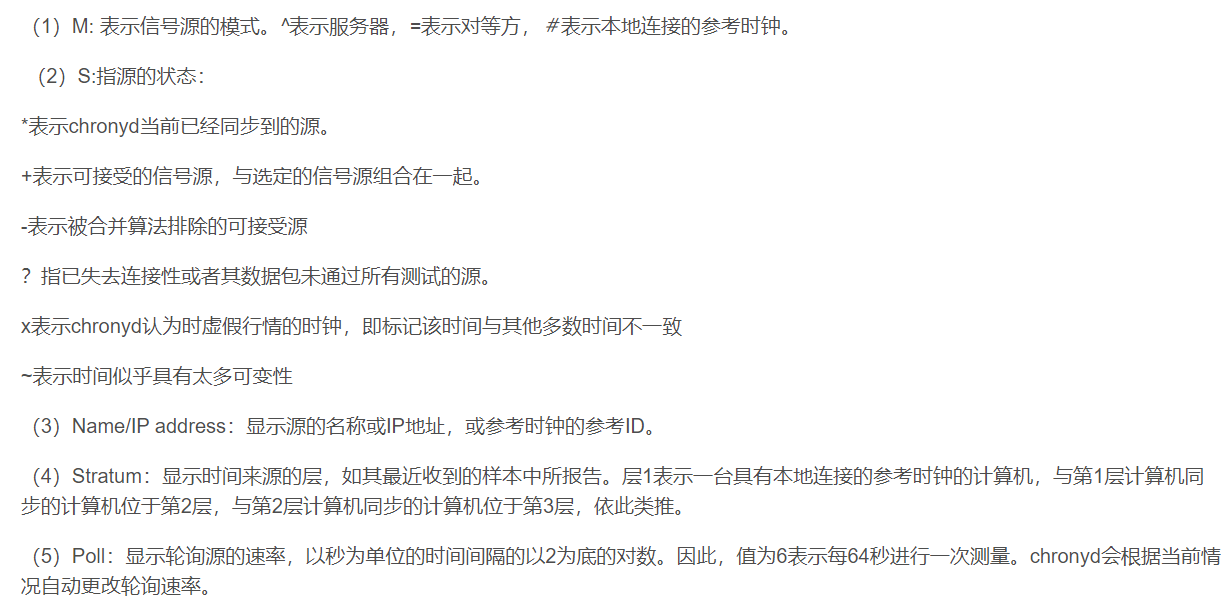 （1）M: 表示信号源的模式。^表示服务器，=表示对等方， #表示本地连接的参考时钟。
（2）S:指源的状态：
*表示chronyd当前已经同步到的源。
+表示可接受的信号源，与选定的信号源组合在一起。
-表示被合并算法排除的可接受源
？指已失去连接性或者其数据包未通过所有测试的源。
x表示chronyd认为时虚假行情的时钟，即标记该时间与其他多数时间不一致
~表示时间似乎具有太多可变性
（3）Name/IP address：显示源的名称或IP地址，或参考时钟的参考ID。
（4）Stratum：显示时间来源的层，如其最近收到的样本中所报告。层1表示一台具有本地连接的参考时钟的计算机，与第1层计算机同
步的计算机位于第2层，与第2层计算机同步的计算机位于第3层，依此类推。
（5）Poll：显示轮询源的速率，以秒为单位的时间间隔的以2为底的对数。因此，值为6表示每64秒进行一次测量。chronyd会根据当前情
况自动更改轮询速率。